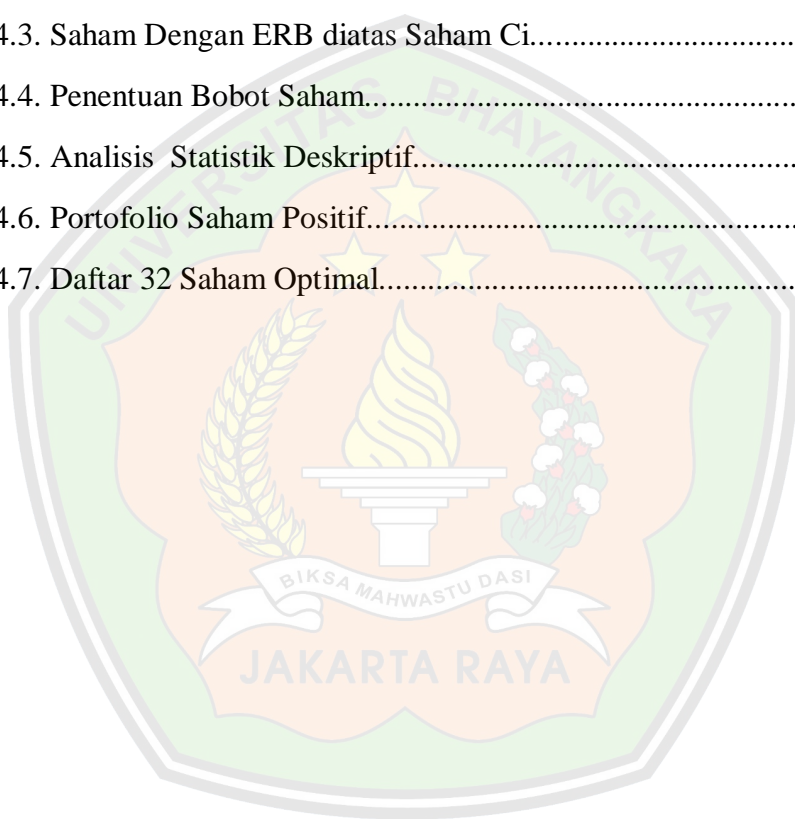 4.3. Saham Dengan ERB diatas Saham Ci................................
4.4. Penentuan Bobot Saham.....................................................
4.5. Analisis  Statistik Deskriptif...............................................
4.6. Portofolio Saham Positif.....................................................
4.7. Daftar 32 Saham Optimal...................................................
UNIVERSITAS BHAYANGKARA
BIKSA MAHWASTU DASI
JAKARTA RAYA